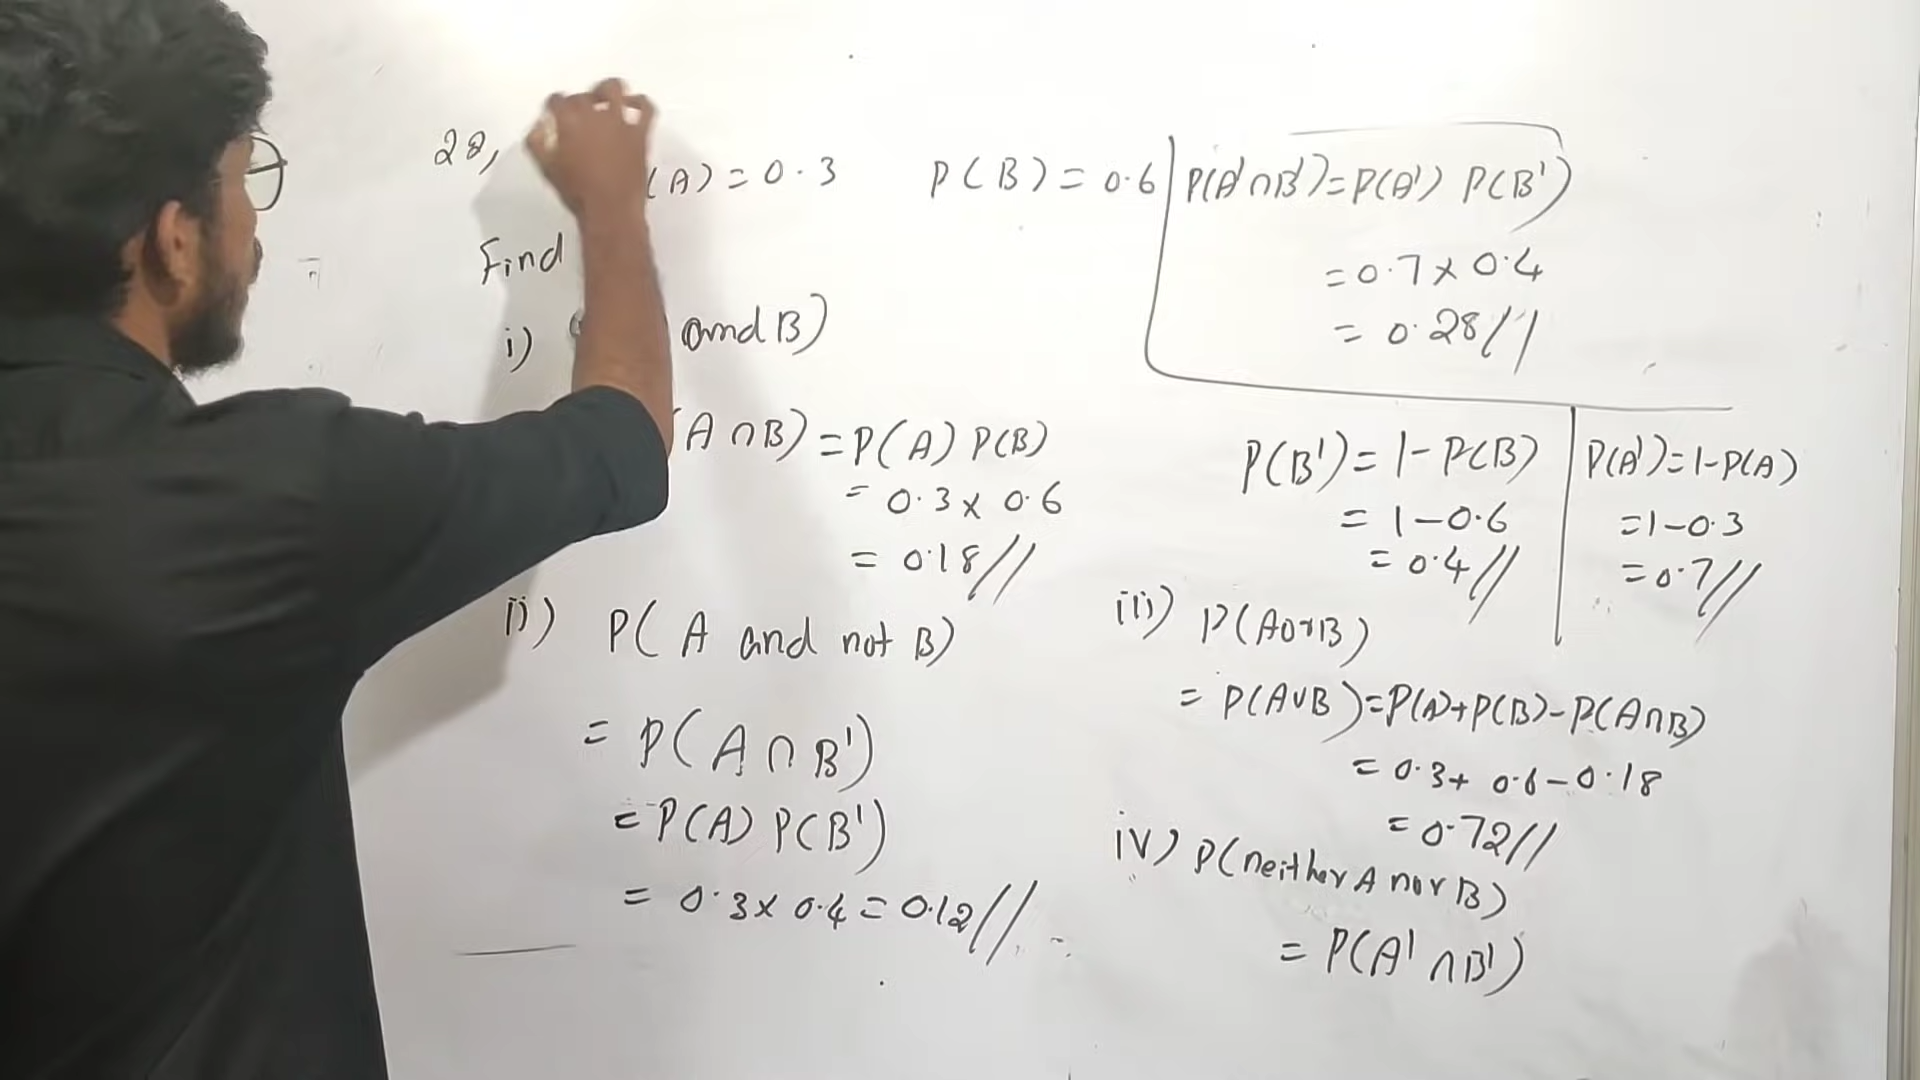 28, (A) = 0.3 P(B) = 0.6
Find
i) and B)
(A ∩ B) = P(A) P(B)
= 0.3 x 0.6
= 0.18//
ii) P( A and not B)
= P( A ∩ B')
= P(A) P(B')
= 0.3 x 0.4 = 0.12//
P(A' ∩ B') = P(A') P(B')
= 0.7 x 0.4
= 0.28//
P(B') = 1 - P(B)
= 1 - 0.6
= 0.4//
P(A') = 1 - P(A)
= 1 - 0.3
= 0.7//
iii) P(A or B)
= P(A∪B) = P(A) + P(B) - P(A∩B)
= 0.3 + 0.6 - 0.18
= 0.72//
iv) P(neither A nor B)
= P(A' ∩ B')